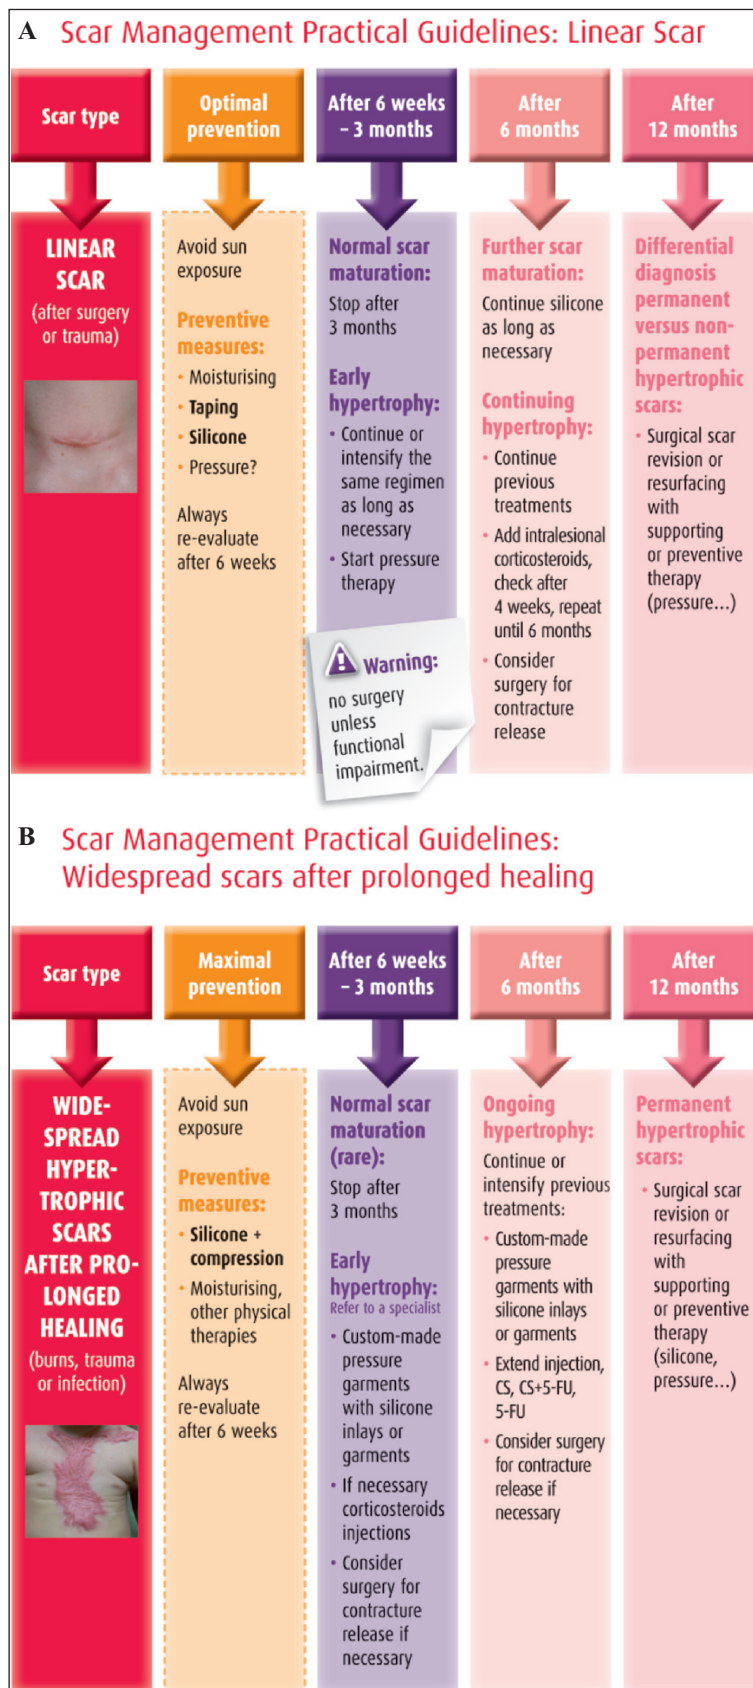 A Scar Management Practical Guidelines: Linear Scar
Scar type
Optimal
prevention
After 6 weeks
– 3 months
After
6 months
After
12 months
LINEAR
SCAR
(after surgery
or trauma)
Avoid sun
exposure
Preventive
measures:
• Moisturising
• Taping
• Silicone
• Pressure?
Always
re-evaluate
after 6 weeks
Normal scar
maturation:
Stop after
3 months
Early
hypertrophy:
• Continue or
intensify the
same regimen
as long as
necessary
• Start pressure
therapy
Warning:
no surgery
unless
functional
impairment.
Further scar
maturation:
Continue silicone
as long as
necessary
Continuing
hypertrophy:
• Continue
previous
treatments
• Add intralesional
corticosteroids,
check after
4 weeks, repeat
until 6 months
• Consider
surgery for
contracture
release
Differential
diagnosis
permanent
versus non-
permanent
hypertrophic
scars:
• Surgical scar
revision or
resurfacing
with
supporting
or preventive
therapy
(pressure...)
B Scar Management Practical Guidelines:
Widespread scars after prolonged healing
Scar type
Maximal
prevention
After 6 weeks
– 3 months
After
6 months
After
12 months
WIDE-
SPREAD
HYPER-
TROPHIC
SCARS
AFTER PRO-
LONGED
HEALING
(burns, trauma
or infection)
Avoid sun
exposure
Preventive
measures:
• Silicone +
compression
• Moisturising,
other physical
therapies
Always
re-evaluate
after 6 weeks
Normal scar
maturation
(rare):
Stop after
3 months
Early
hypertrophy:
Refer to a specialist
• Custom-made
pressure
garments
with silicone
inlays or
garments
• If necessary
corticosteroids
injections
• Consider
surgery for
contracture
release if
necessary
Ongoing
hypertrophy:
Continue or
intensify previous
treatments:
• Custom-made
pressure
garments with
silicone inlays
or garments
• Extend injection,
CS, CS+5-FU,
5-FU
• Consider surgery
for contracture
release if
necessary
Permanent
hypertrophic
scars:
• Surgical scar
revision or
resurfacing
with
supporting
or preventive
therapy
(silicone,
pressure...)